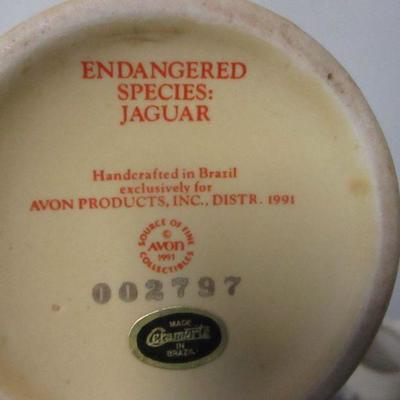 ENDANGERED
SPECIES:
JAGUAR
Handcrafted in Brazil
exclusively for
AVON PRODUCTS, INC., DISTR. 1991
SOURCE OF FINE
©
AVON
1991
COLLECTIBLES
002797
MADE
Ceramarte
IN
BRAZIL